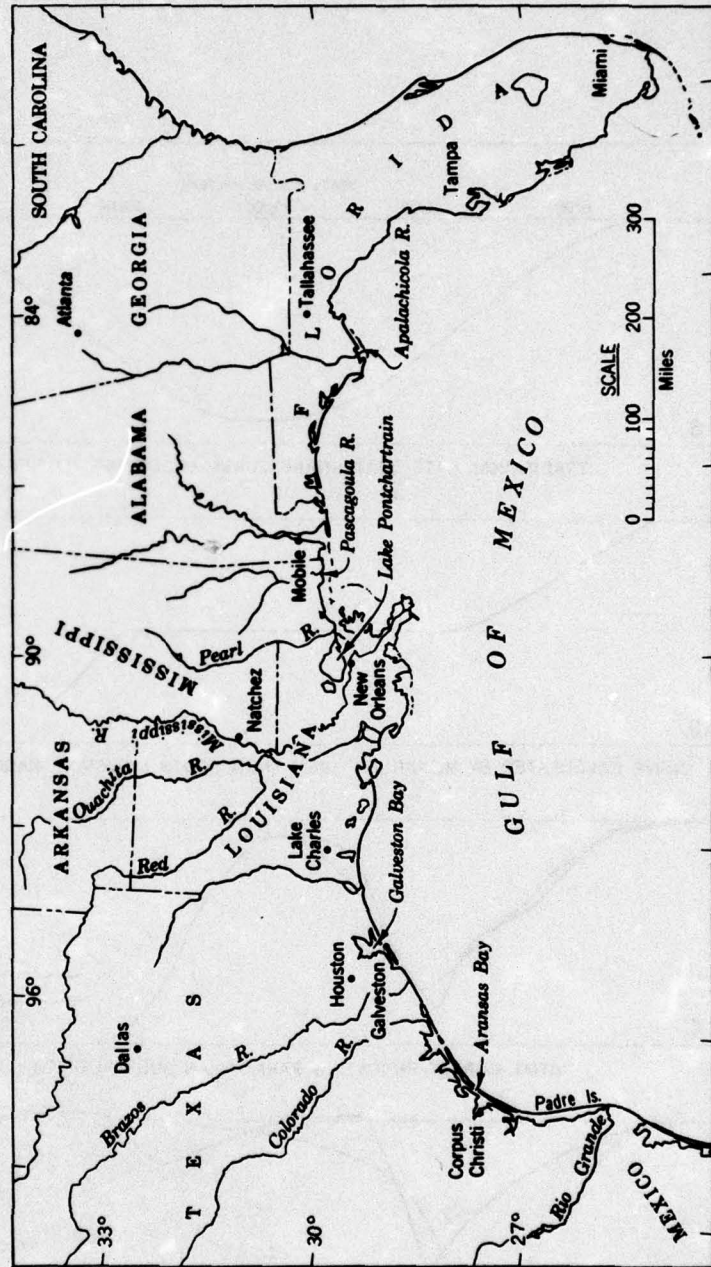 SOUTH CAROLINA
84°
Atlanta
GEORGIA
ALABAMA
MISSISSIPPI
90°
ARKANSAS
96°
33°
Dallas
TEXAS
Brazos R.
Colorado R.
Red R.
Ouachita R.
Mississippi R.
Natchez
LOUISIANA
Pearl R.
Mobile
Tallahassee
FLORIDA
30°
Houston
Galveston
Lake
Charles
New
Orleans
Pascagoula R.
Lake Pontchartrain
Apalachicola R.
Galveston Bay
Aransas Bay
Corpus
Christi
Padre Is.
Rio Grande
27°
MEXICO
GULF OF MEXICO
Tampa
Miami
SCALE
0 100 200 300
Miles